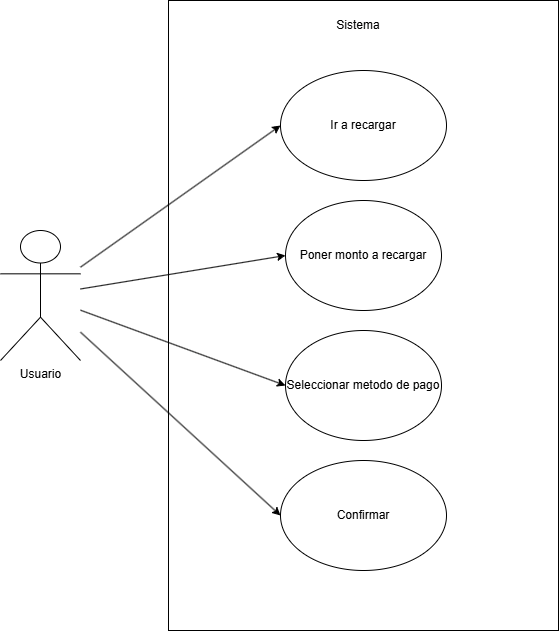 Sistema
Ir a recargar
Poner monto a recargar
Seleccionar metodo de pago
Usuario
Confirmar